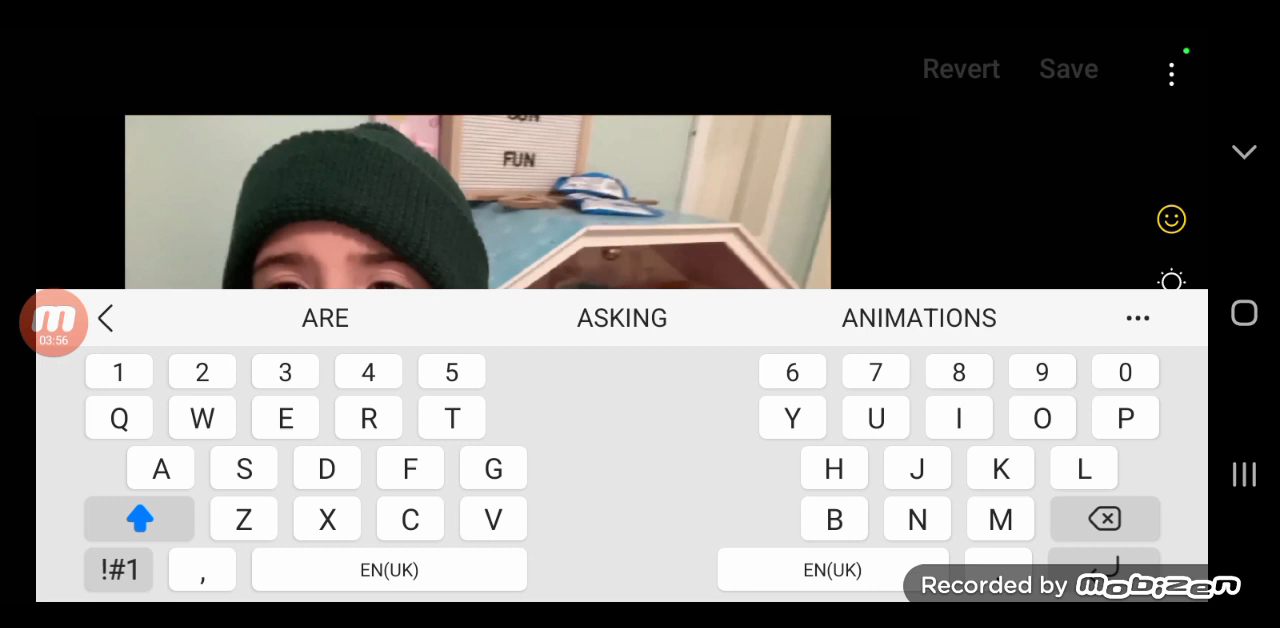 Revert Save
FUN
03:56
ARE ASKING ANIMATIONS ...
1 2 3 4 5 6 7 8 9 0
Q W E R T Y U I O P
A S D F G H J K L
Z X C V B N M
!#1 , EN(UK) EN(UK)
Recorded by mobizen